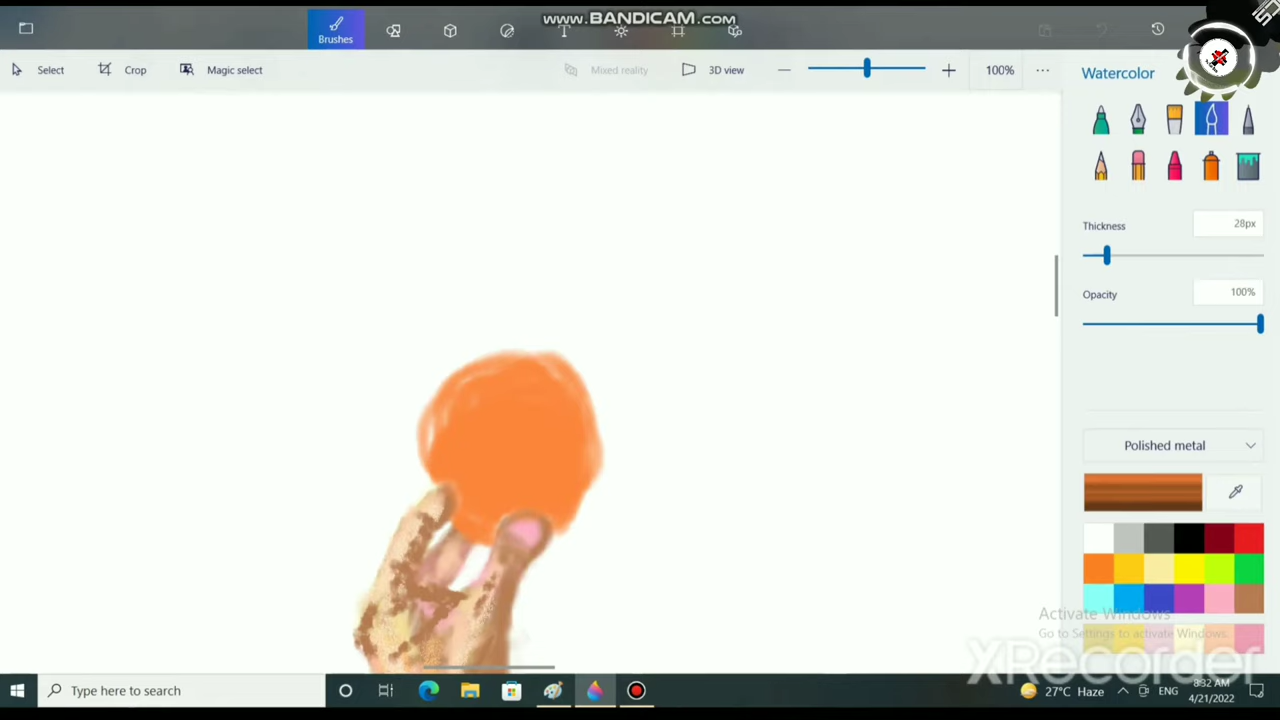 www.BANDICAM.com
Brushes
Select
Crop
Magic select
Mixed reality
3D view
100%
Watercolor
Thickness
28px
Opacity
100%
Polished metal
Activate Windows
Go to Settings to activate Windows.
XRecorder
Type here to search
27°C Haze
ENG
8:32 AM
4/21/2022